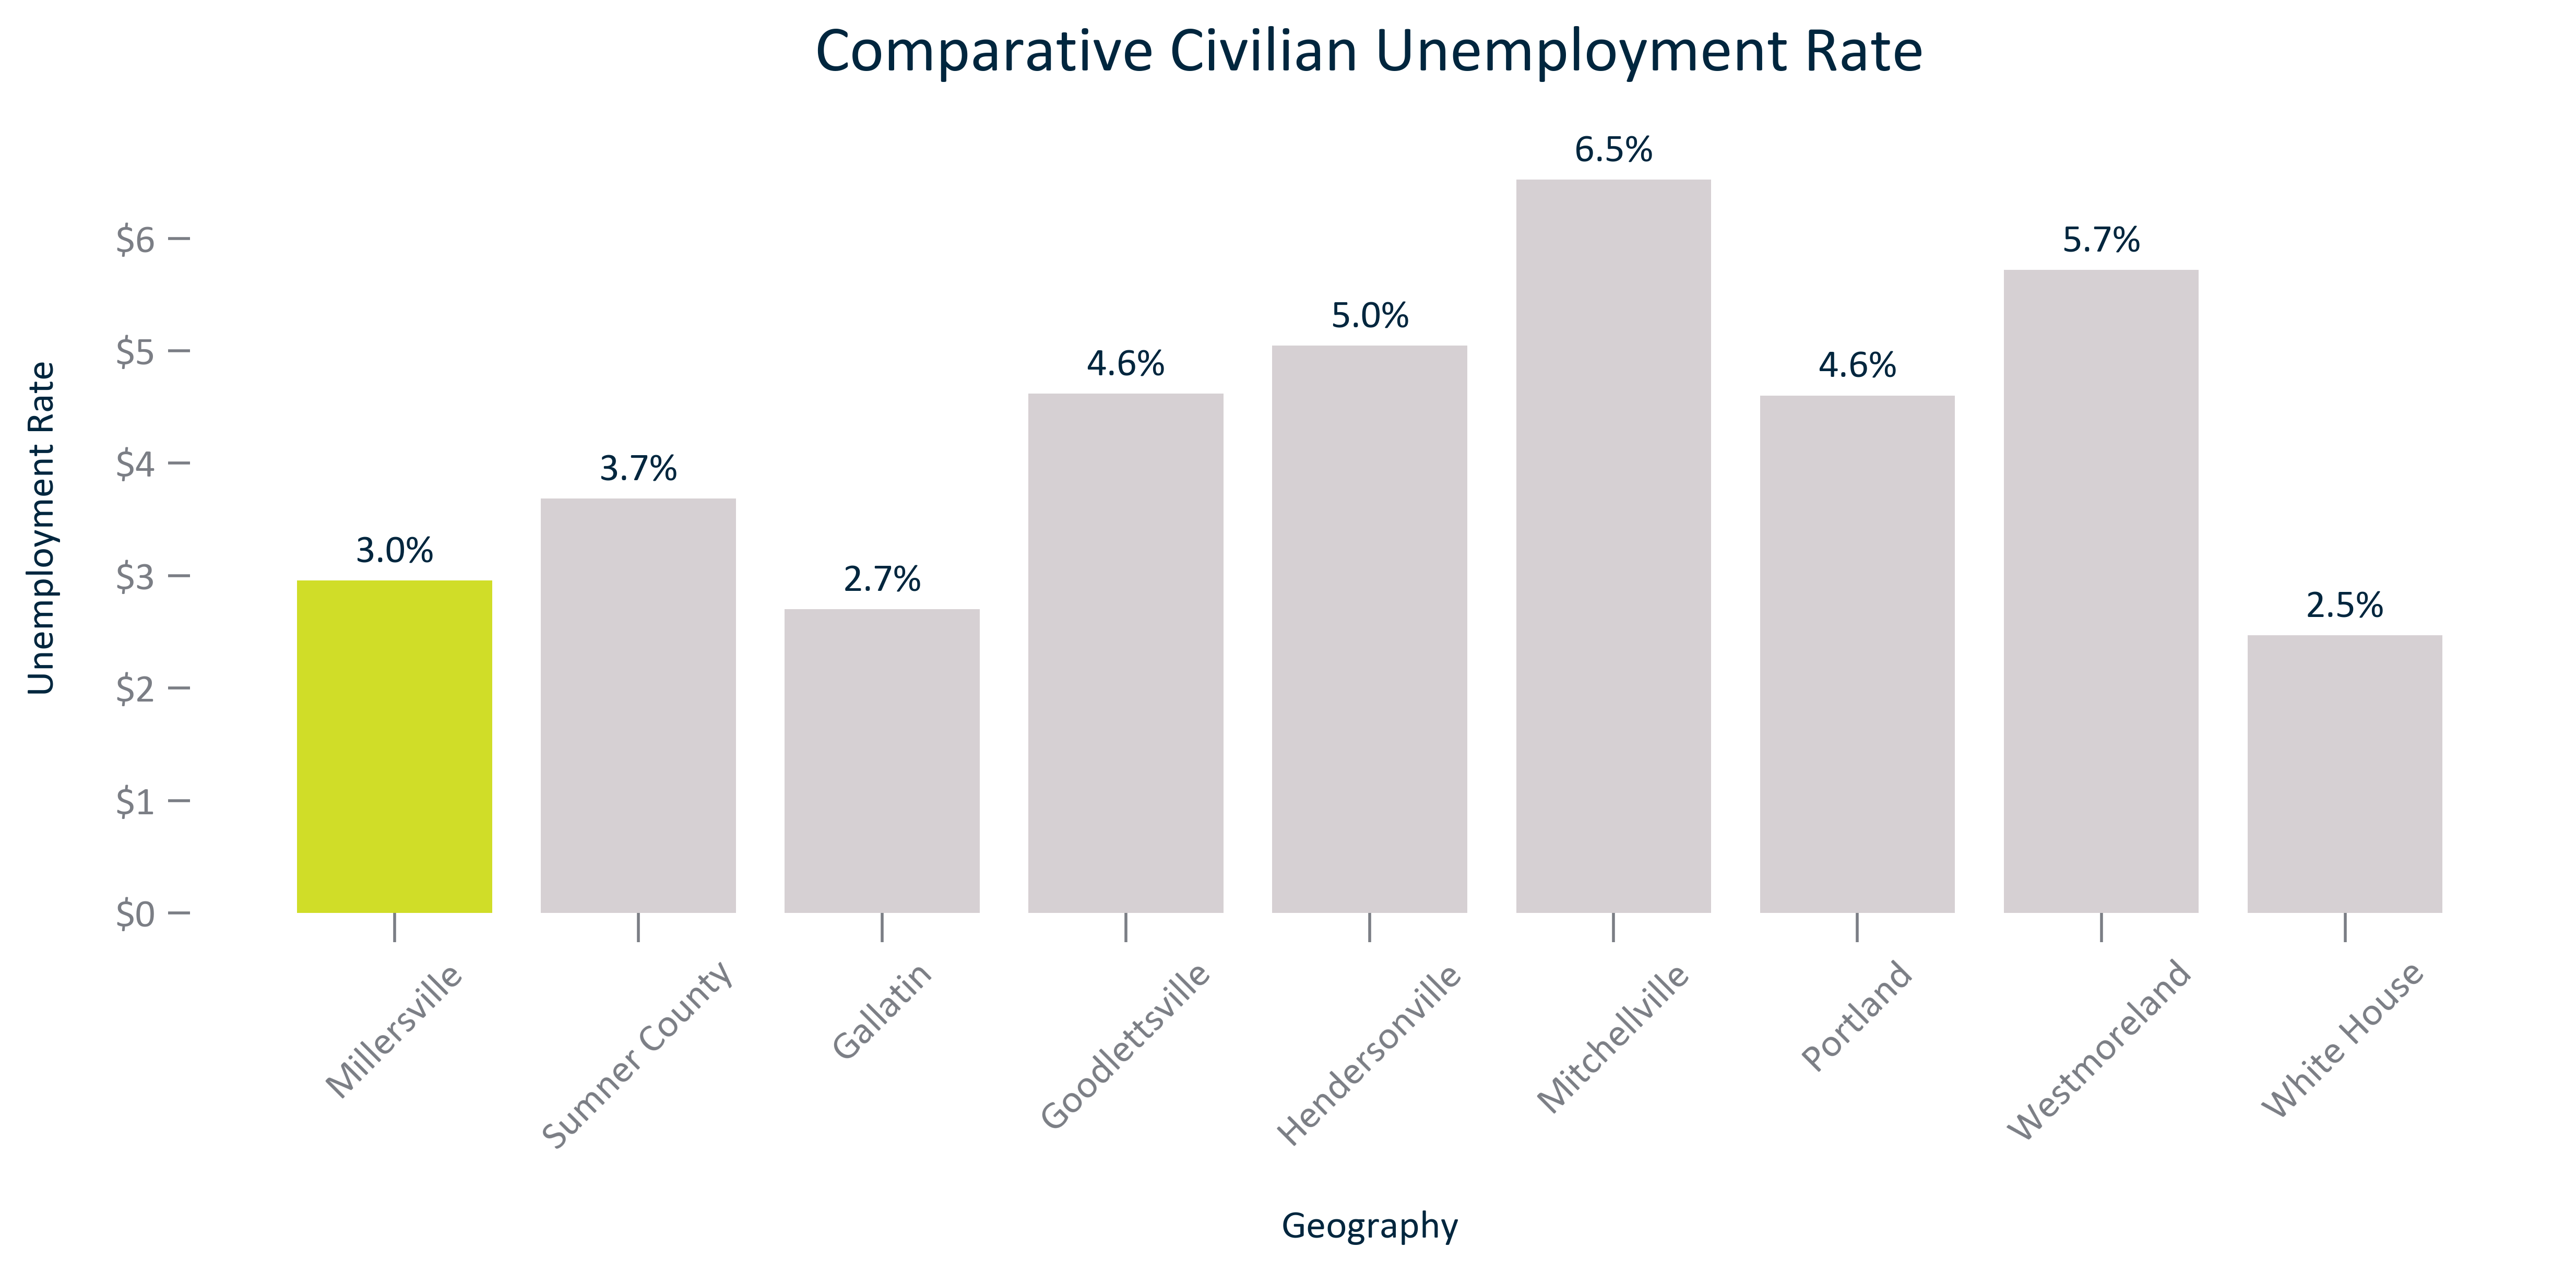 Comparative Civilian Unemployment Rate
6.5%
$6
5.7%
5.0%
$5
4.6%
4.6%
$4
3.7%
3.0%
$3
2.7%
2.5%
$2
$1
$0
Unemployment Rate
Millersville
Sumner County
Gallatin
Goodlettsville
Hendersonville
Mitchellville
Portland
Westmoreland
White House
Geography